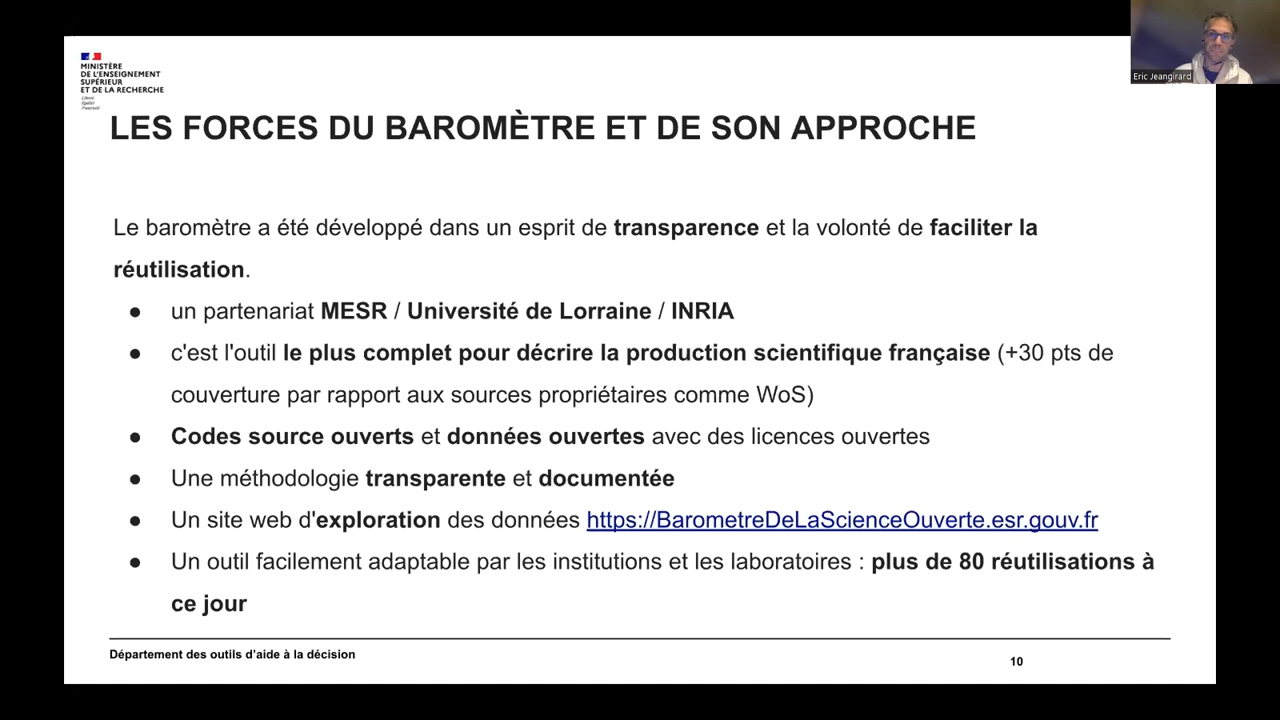 MINISTÈRE
DE L'ENSEIGNEMENT
SUPÉRIEUR
ET DE LA RECHERCHE
Liberté
Égalité
Fraternité
Eric Jeangirard
LES FORCES DU BAROMÈTRE ET DE SON APPROCHE
Le baromètre a été développé dans un esprit de transparence et la volonté de faciliter la
réutilisation.
● un partenariat MESR / Université de Lorraine / INRIA
● c'est l'outil le plus complet pour décrire la production scientifique française (+30 pts de
couverture par rapport aux sources propriétaires comme WoS)
● Codes source ouverts et données ouvertes avec des licences ouvertes
● Une méthodologie transparente et documentée
● Un site web d'exploration des données https://BarometreDeLaScienceOuverte.esr.gouv.fr
● Un outil facilement adaptable par les institutions et les laboratoires : plus de 80 réutilisations à
ce jour
Département des outils d'aide à la décision
10